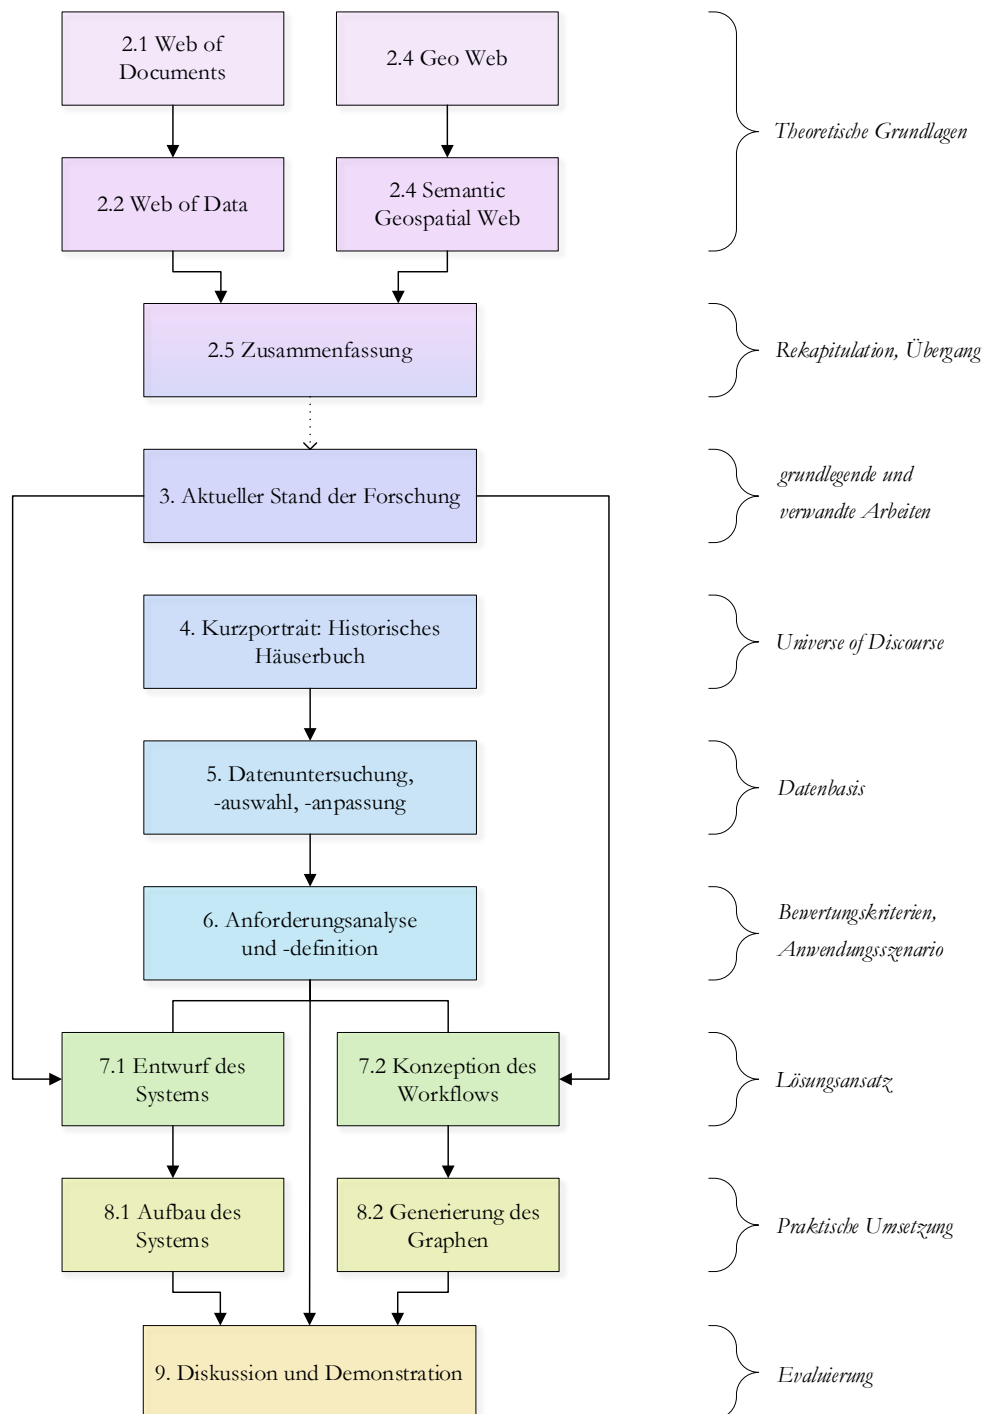 2.1 Web of
Documents
2.4 Geo Web
Theoretische Grundlagen
2.2 Web of Data
2.4 Semantic
Geospatial Web
2.5 Zusammenfassung
Rekapitulation, Übergang
3. Aktueller Stand der Forschung
grundlegende und
verwandte Arbeiten
4. Kurzportrait: Historisches
Häuserbuch
Universe of Discourse
5. Datenuntersuchung,
-auswahl, -anpassung
Datenbasis
6. Anforderungsanalyse
und -definition
Bewertungskriterien,
Anwendungsszenario
7.1 Entwurf des
Systems
7.2 Konzeption des
Workflows
Lösungsansatz
8.1 Aufbau des
Systems
8.2 Generierung des
Graphen
Praktische Umsetzung
9. Diskussion und Demonstration
Evaluierung